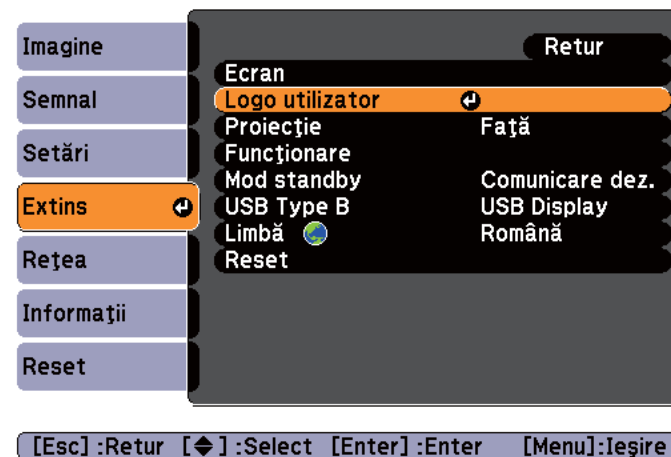 Imagine
Semnal
Setări
Extins
Reţea
Informaţii
Reset
Retur
Ecran
Logo utilizator
Proiecţie Faţă
Funcţionare
Mod standby Comunicare dez.
USB Type B USB Display
Limbă Română
Reset
[Esc] :Retur [◆] :Select [Enter] :Enter [Menu]:Ieşire